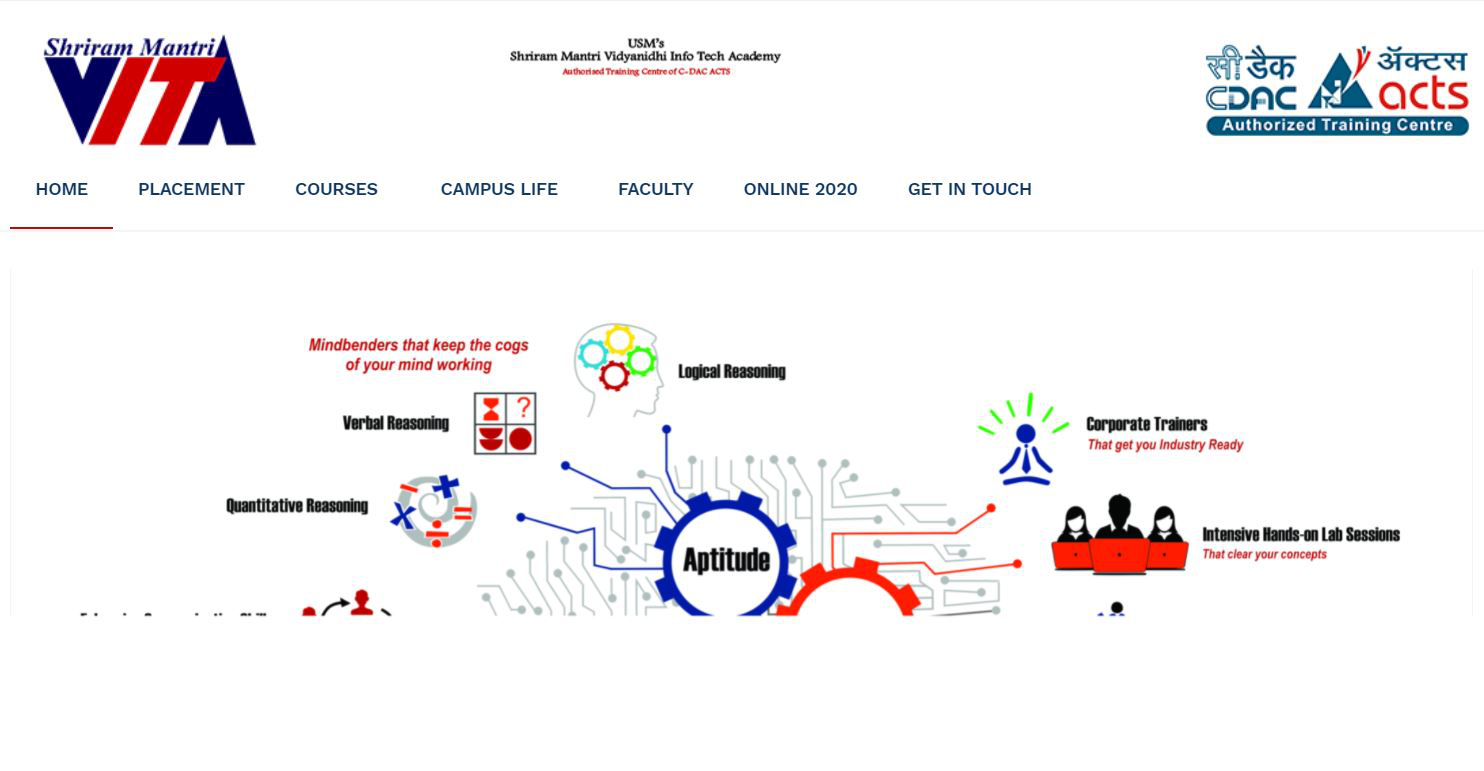 Shriram Mantri
VITA
USM's
Shriram Mantri Vidyanidhi Info Tech Academy
Authorised Training Centre of C-DAC ACTS
सी डैक
CDAC
ॲक्टस
acts
Authorized Training Centre
HOME
PLACEMENT
COURSES
CAMPUS LIFE
FACULTY
ONLINE 2020
GET IN TOUCH
Mindbenders that keep the cogs
of your mind working
Logical Reasoning
Verbal Reasoning
?
Corporate Trainers
That get you Industry Ready
Quantitative Reasoning
Intensive Hands-on Lab Sessions
That clear your concepts
Aptitude